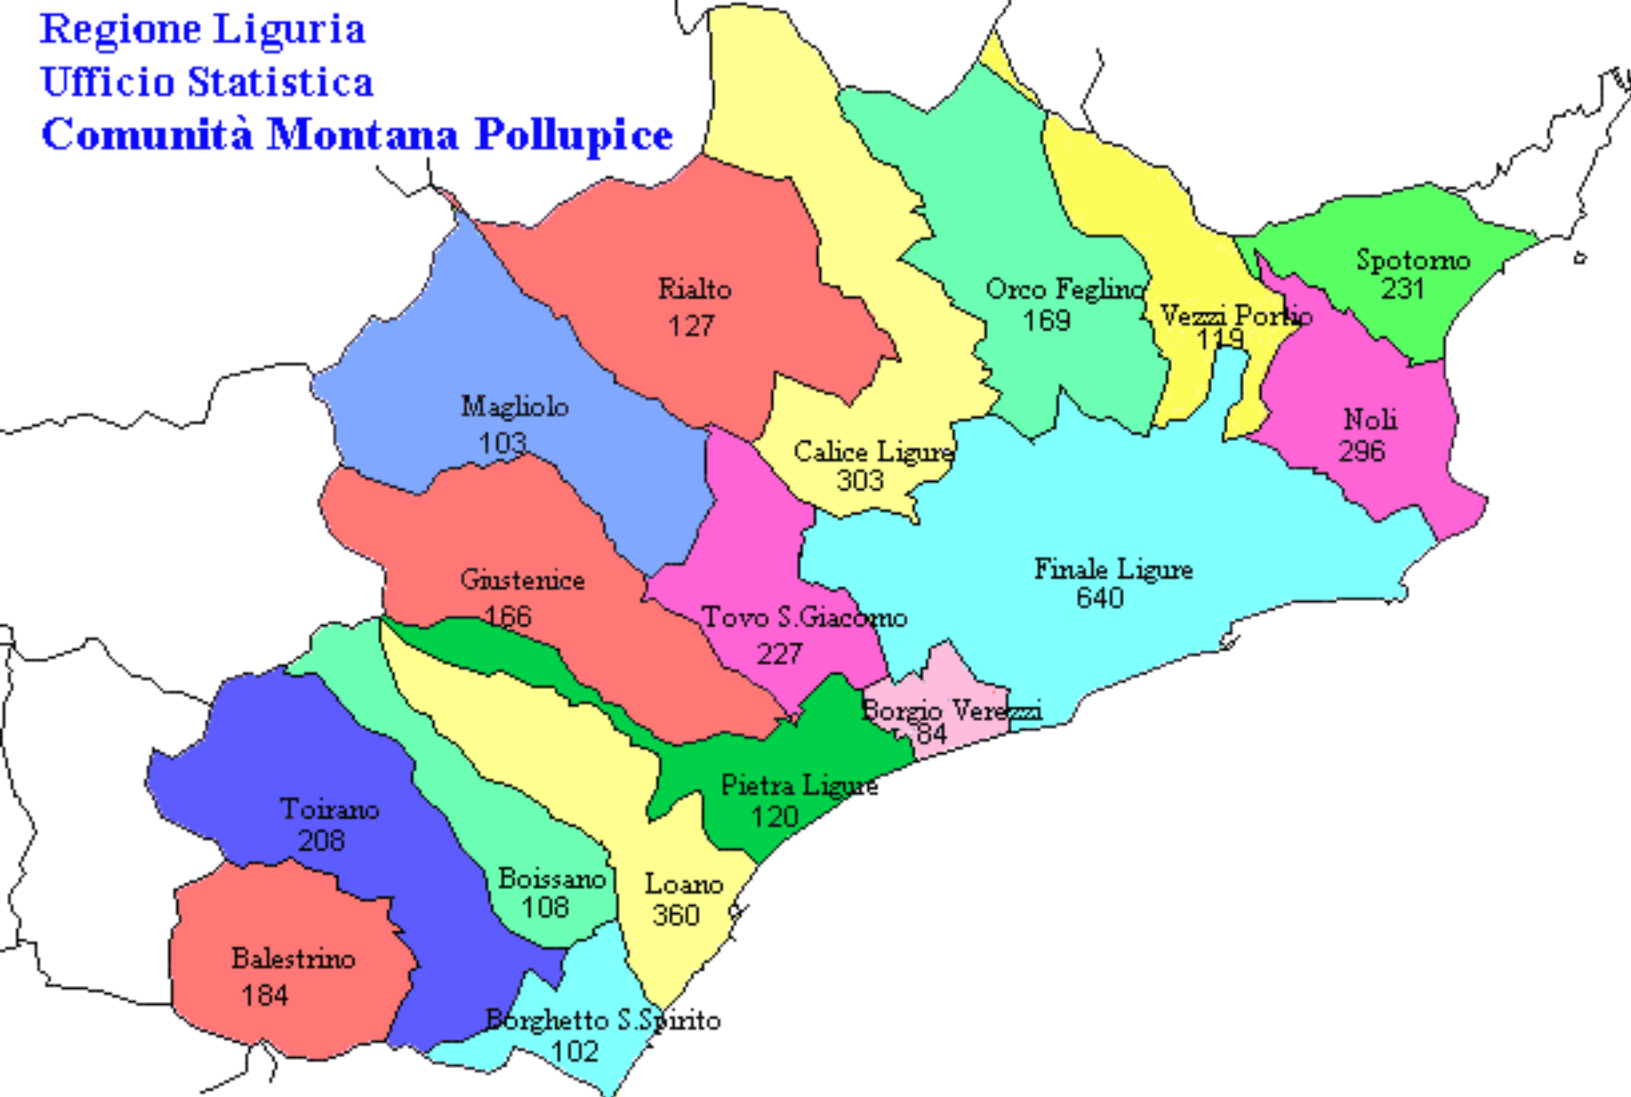 Regione Liguria
Ufficio Statistica
Comunità Montana Pollupice
Spotorno
231
Rialto
127
Orco Feglino
169
Vezzi Portio
119
Magliolo
103
Noli
296
Calice Ligure
303
Finale Ligure
640
Giustenice
166
Tovo S.Giacomo
227
Borgio Verezzi
84
Pietra Ligure
120
Toirano
208
Boissano
108
Loano
360
Balestrino
184
Borghetto S.Spirito
102